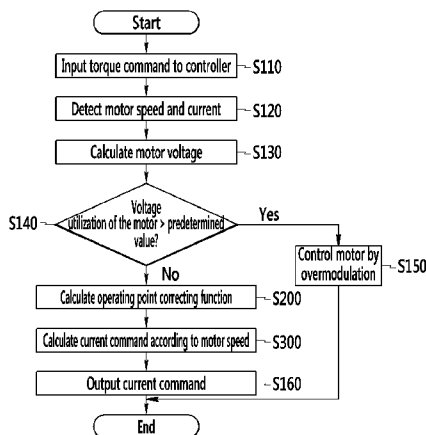 Start
Input torque command to controller
S110
Detect motor speed and current
S120
Calculate motor voltage
S130
Voltage
utilization of the motor > predetermined
value?
S140
Yes
Control motor by
overmodulation
S150
No
Calculate operating point correcting function
S200
Calculate current command according to motor speed
S300
Output current command
S160
End